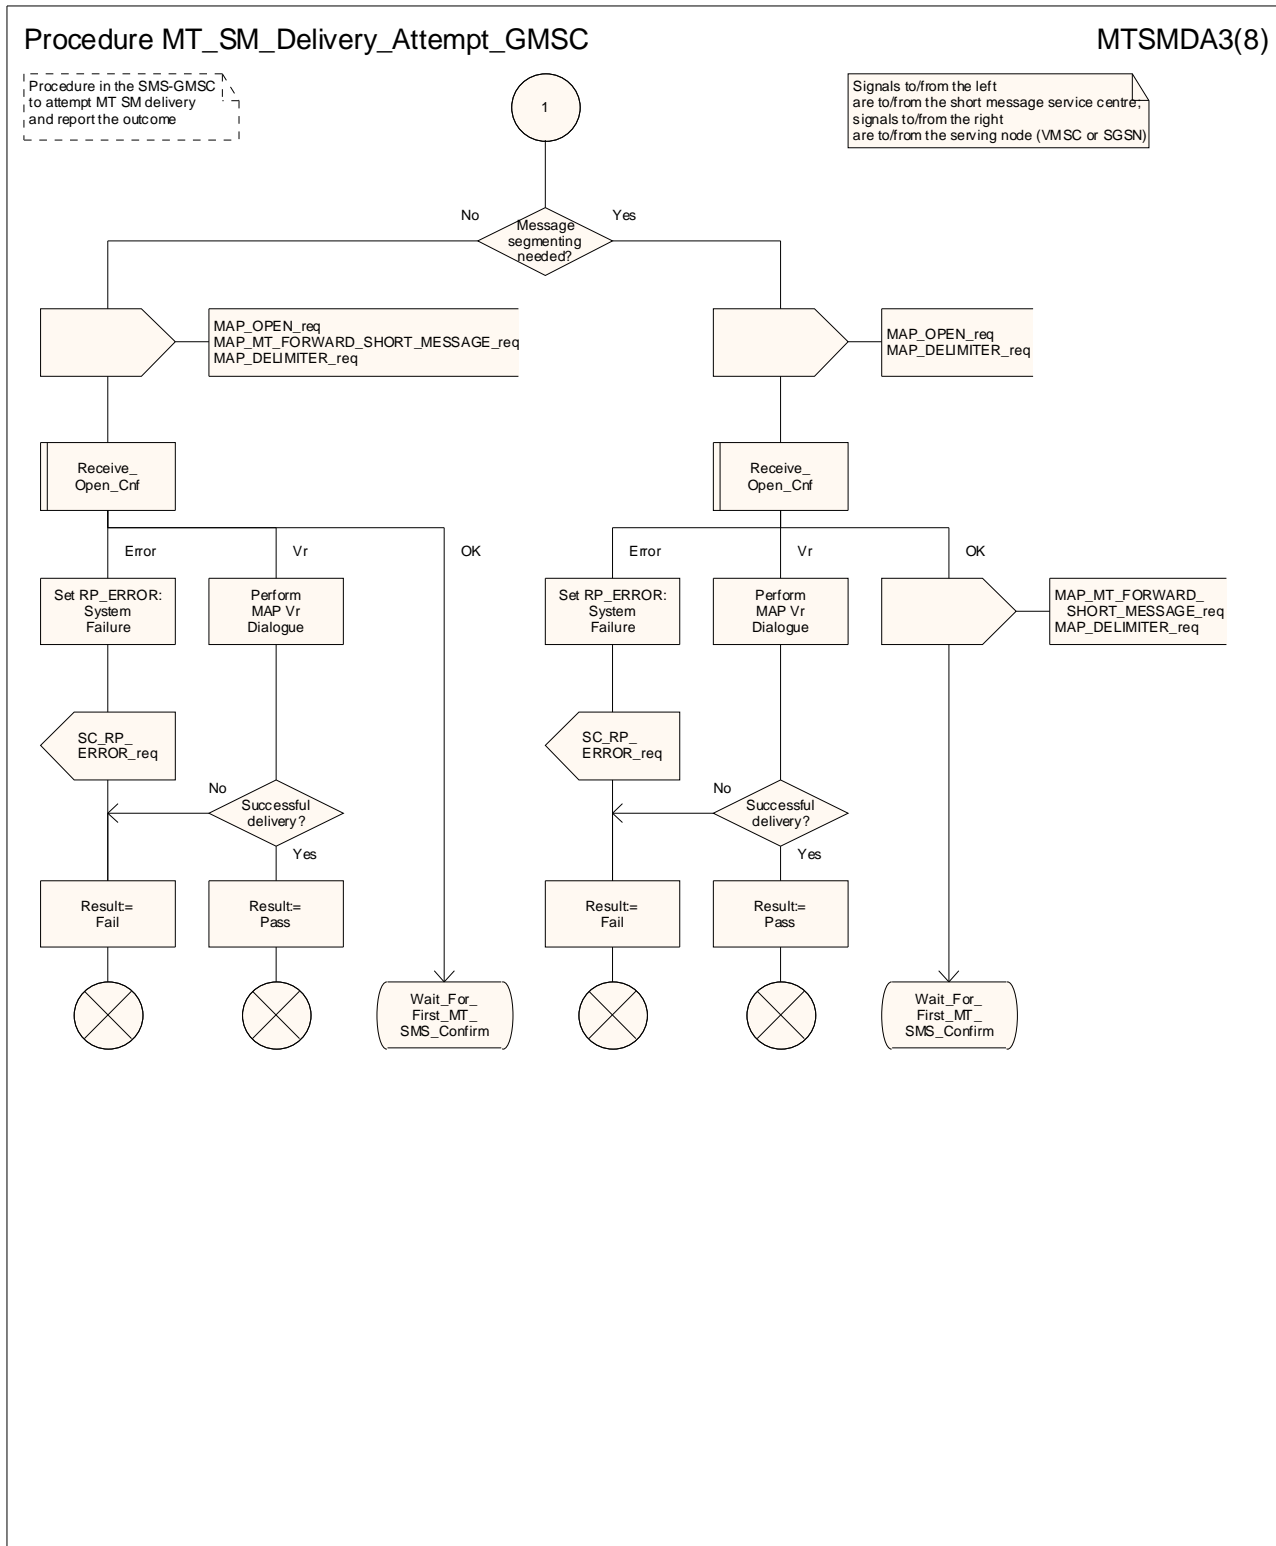 Procedure MT_SM_Delivery_Attempt_GMSC
MTSMDA3(8)
Procedure in the SMS-GMSC
to attempt MT SM delivery
and report the outcome
1
Signals to/from the left
are to/from the short message service centre;
signals to/from the right
are to/from the serving node (VMSC or SGSN)
No
Yes
Message
segmenting
needed?
MAP_OPEN_req
MAP_MT_FORWARD_SHORT_MESSAGE_req
MAP_DELIMITER_req
MAP_OPEN_req
MAP_DELIMITER_req
Receive_
Open_Cnf
Receive_
Open_Cnf
Error
Vr
OK
Error
Vr
OK
Set RP_ERROR:
System
Failure
Perform
MAP Vr
Dialogue
Set RP_ERROR:
System
Failure
Perform
MAP Vr
Dialogue
MAP_MT_FORWARD_
SHORT_MESSAGE_req
MAP_DELIMITER_req
SC_RP_
ERROR_req
SC_RP_
ERROR_req
No
Successful
delivery?
Yes
No
Successful
delivery?
Yes
Result:=
Fail
Result:=
Pass
Result:=
Fail
Result:=
Pass
Wait_For_
First_MT_
SMS_Confirm
Wait_For_
First_MT_
SMS_Confirm